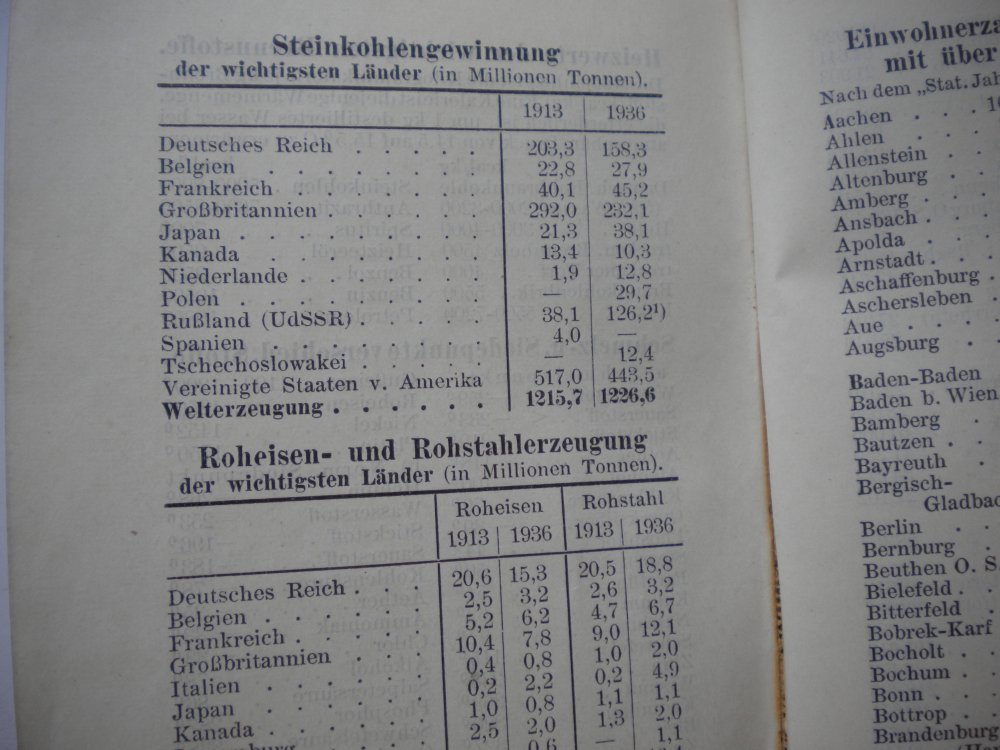 Steinkohlengewinnung
der wichtigsten Länder (in Millionen Tonnen).
1913 1936
Deutsches Reich . . . . 203,3 158,3
Belgien . . . . . . . 22,8 27,9
Frankreich . . . . . . 40,1 45,2
Großbritannien . . . . . 292,0 232,1
Japan . . . . . . . . 21,3 38,1
Kanada . . . . . . . 13,4 10,3
Niederlande . . . . . . 1,9 12,8
Polen . . . . . . . . — 29,7
Rußland (UdSSR) . . . . . 38,1 126,2¹)
Spanien . . . . . . . 4,0 —
Tschechoslowakei . . . . — 12,4
Vereinigte Staaten v. Amerika 517,0 443,5
Welterzeugung . . . . . . 1215,7 1226,6
Roheisen- und Rohstahlerzeugung
der wichtigsten Länder (in Millionen Tonnen).
Roheisen Rohstahl
1913 1936 1913 1936
Deutsches Reich . . . 20,6 15,3 20,5 18,8
Belgien . . . . . . 2,5 3,2 2,6 3,2
Frankreich . . . . . 5,2 6,2 4,7 6,7
Großbritannien . . . . 10,4 7,8 9,0 12,1
Italien . . . . . . 0,4 0,8 1,0 2,0
Japan . . . . . . 0,2 2,2 0,2 4,9
Kanada . . . . . . 1,0 0,8 1,1 1,1
2,5 2,0 1,3 2,0
0,6 — 1,1
Einwohnerza
mit über
Nach dem „Stat. Jah
Aachen . . . 1
Ahlen . . .
Allenstein . .
Altenburg .
Amberg . .
Ansbach . .
Apolda . .
Arnstadt . .
Aschaffenburg .
Aschersleben .
Aue . . . .
Augsburg . .
Baden-Baden
Baden b. Wien
Bamberg .
Bautzen . .
Bayreuth .
Bergisch-
Gladbac
Berlin . .
Bernburg .
Beuthen O. S.
Bielefeld . .
Bitterfeld .
Bobrek-Karf
Bocholt . .
Bochum . .
Bonn . . .
Bottrop . .
Brandenburg